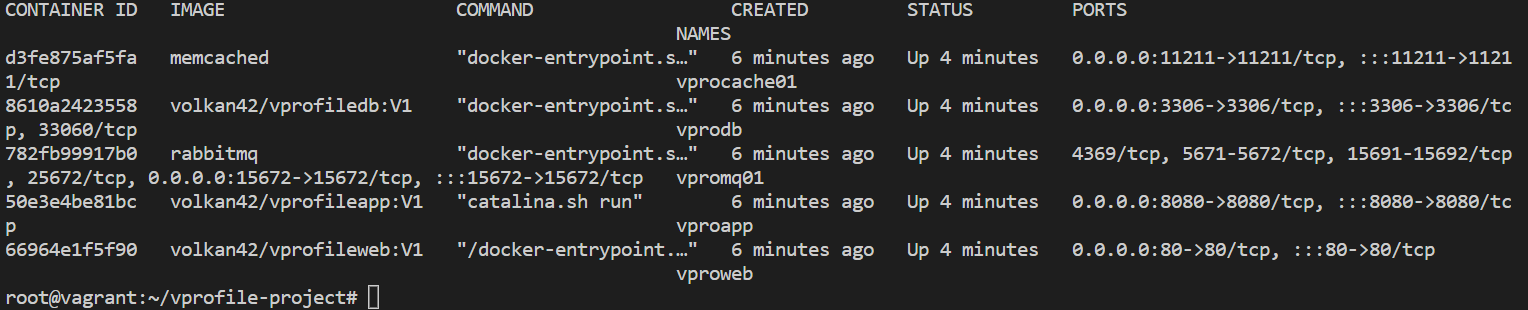 CONTAINER ID   IMAGE                     COMMAND                  CREATED         STATUS         PORTS
                                                             NAMES
d3fe875af5fa   memcached                 "docker-entrypoint.s…"   6 minutes ago   Up 4 minutes   0.0.0.0:11211->11211/tcp, :::11211->1121
1/tcp                                                        vprocache01
8610a2423558   volkan42/vprofiledb:V1    "docker-entrypoint.s…"   6 minutes ago   Up 4 minutes   0.0.0.0:3306->3306/tcp, :::3306->3306/tc
p, 33060/tcp                                                 vprodb
782fb99917b0   rabbitmq                  "docker-entrypoint.s…"   6 minutes ago   Up 4 minutes   4369/tcp, 5671-5672/tcp, 15691-15692/tcp
, 25672/tcp, 0.0.0.0:15672->15672/tcp, :::15672->15672/tcp   vpromq01
50e3e4be81bc   volkan42/vprofileapp:V1   "catalina.sh run"        6 minutes ago   Up 4 minutes   0.0.0.0:8080->8080/tcp, :::8080->8080/tc
p                                                            vproapp
66964e1f5f90   volkan42/vprofileweb:V1   "/docker-entrypoint.…"   6 minutes ago   Up 4 minutes   0.0.0.0:80->80/tcp, :::80->80/tcp
                                                             vproweb
root@vagrant:~/vprofile-project#